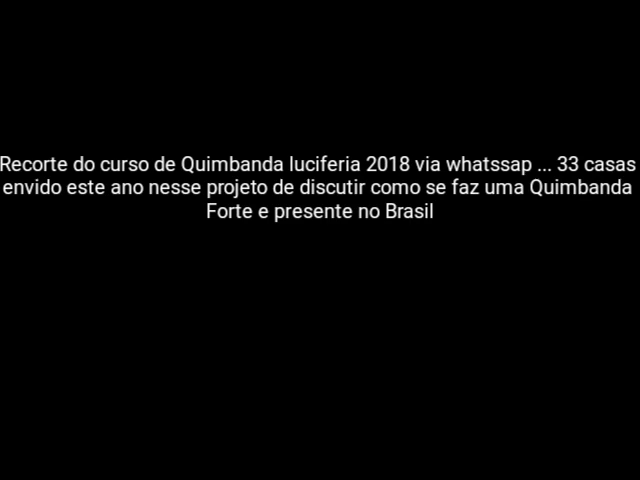 Recorte do curso de Quimbanda luciferia 2018 via whatssap ... 33 casas
envido este ano nesse projeto de discutir como se faz uma Quimbanda
Forte e presente no Brasil